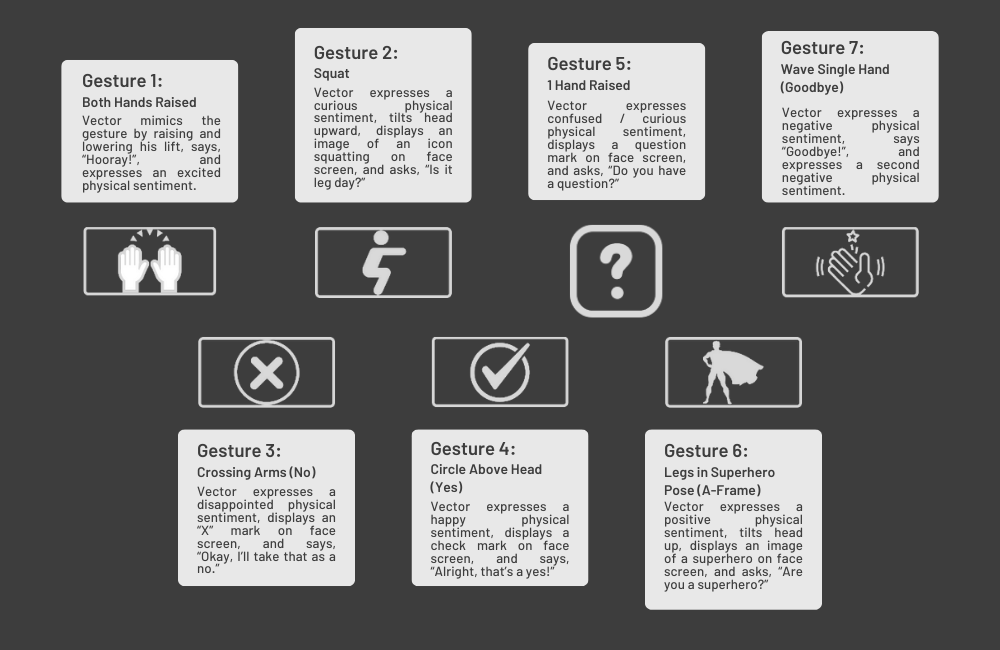 Gesture 1:
Both Hands Raised
Vector mimics the
gesture by raising and
lowering his lift, says,
“Hooray!”, and
expresses an excited
physical sentiment.
Gesture 2:
Squat
Vector expresses a
curious physical
sentiment, tilts head
upward, displays an
image of an icon
squatting on face
screen, and asks, “Is it
leg day?”
Gesture 5:
1 Hand Raised
Vector expresses
confused / curious
physical sentiment,
displays a question
mark on face screen,
and asks, “Do you have
a question?”
Gesture 7:
Wave Single Hand
(Goodbye)
Vector expresses a
negative physical
sentiment, says
“Goodbye!”, and
expresses a second
negative physical
sentiment.
?
Gesture 3:
Crossing Arms (No)
Vector expresses a
disappointed physical
sentiment, displays an
“X” mark on face
screen, and says,
“Okay, I’ll take that as a
no.”
Gesture 4:
Circle Above Head
(Yes)
Vector expresses a
happy physical
sentiment, displays a
check mark on face
screen, and says,
“Alright, that’s a yes!”
Gesture 6:
Legs in Superhero
Pose (A-Frame)
Vector expresses a
positive physical
sentiment, tilts head
up, displays an image
of a superhero on face
screen, and asks, “Are
you a superhero?”